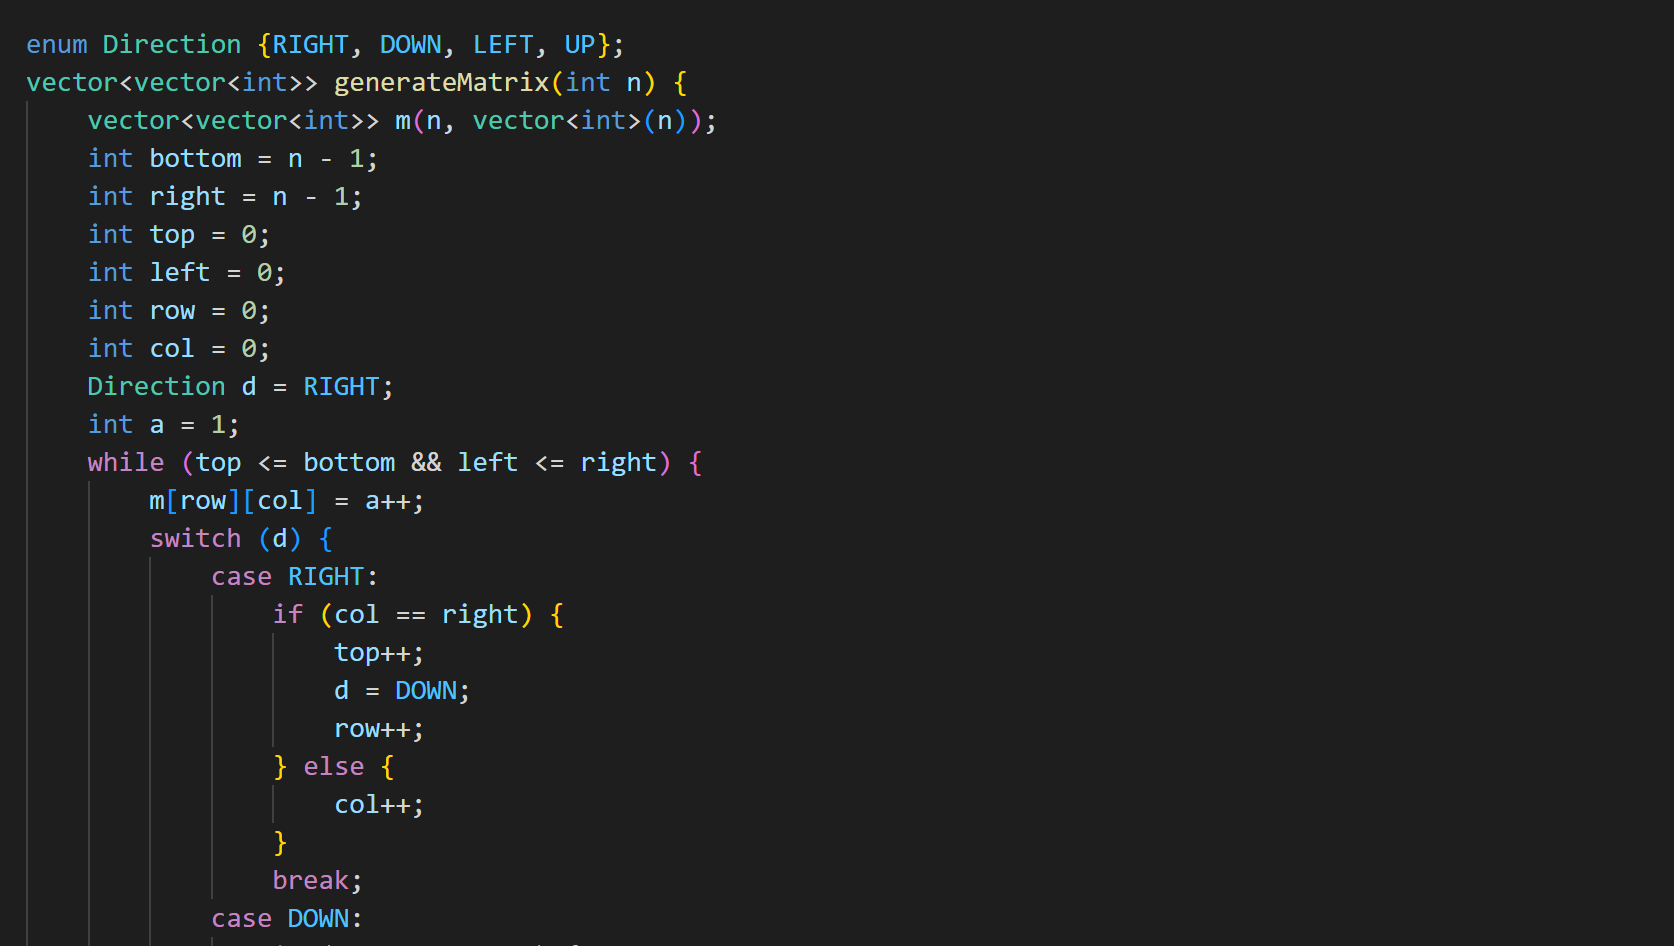 enum Direction {RIGHT, DOWN, LEFT, UP};
vector<vector<int>> generateMatrix(int n) {
    vector<vector<int>> m(n, vector<int>(n));
    int bottom = n - 1;
    int right = n - 1;
    int top = 0;
    int left = 0;
    int row = 0;
    int col = 0;
    Direction d = RIGHT;
    int a = 1;
    while (top <= bottom && left <= right) {
        m[row][col] = a++;
        switch (d) {
            case RIGHT:
                if (col == right) {
                    top++;
                    d = DOWN;
                    row++;
                } else {
                    col++;
                }
                break;
            case DOWN: